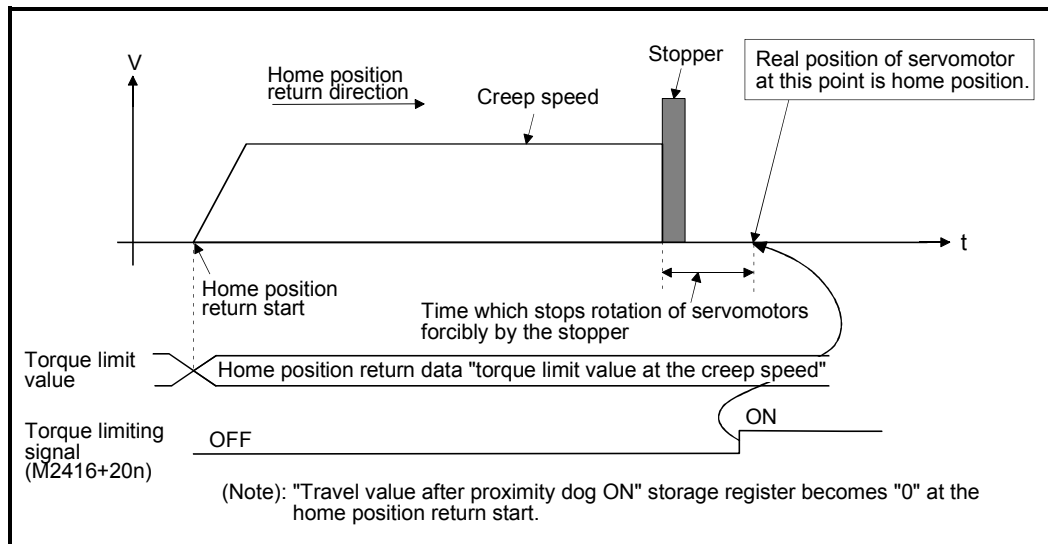 V
Home position
return direction
Creep speed
Stopper
Real position of servomotor
at this point is home position.
t
Home position
return start
Time which stops rotation of servomotors
forcibly by the stopper
Torque limit
value
Home position return data "torque limit value at the creep speed"
Torque limiting
signal
(M2416+20n)
OFF
ON
(Note): "Travel value after proximity dog ON" storage register becomes "0" at the
home position return start.